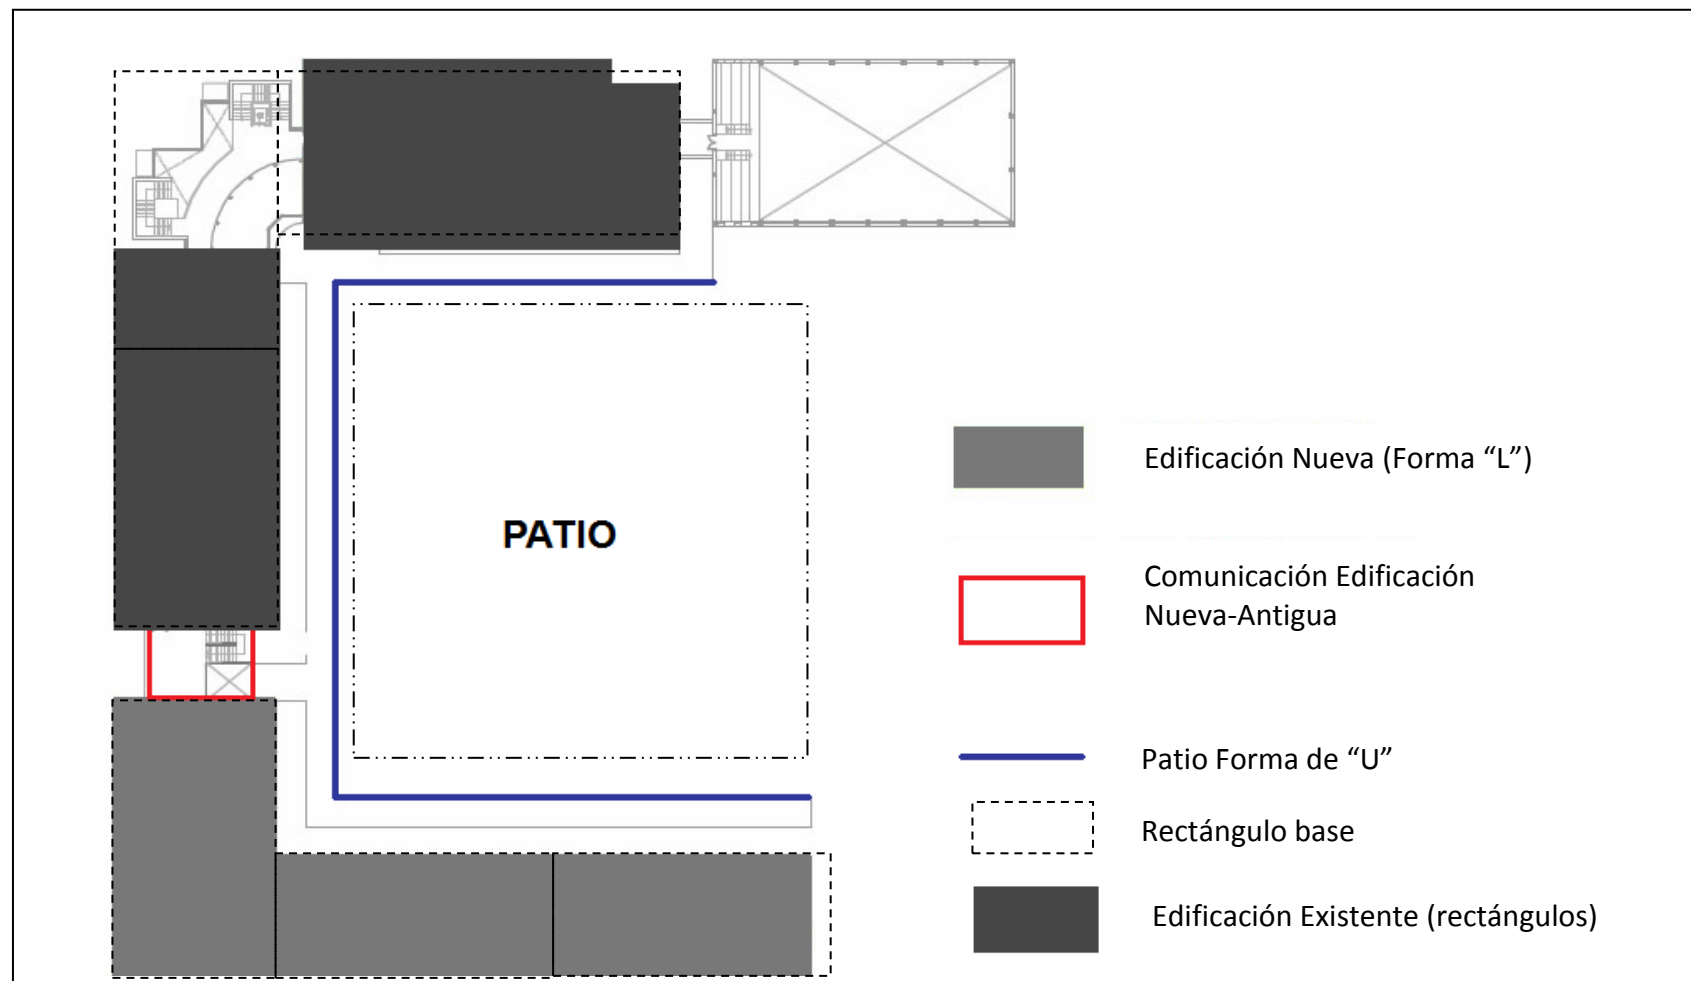 PATIO
Edificación Nueva (Forma “L”)
Comunicación Edificación
Nueva-Antigua
Patio Forma de “U”
Rectángulo base
Edificación Existente (rectángulos)